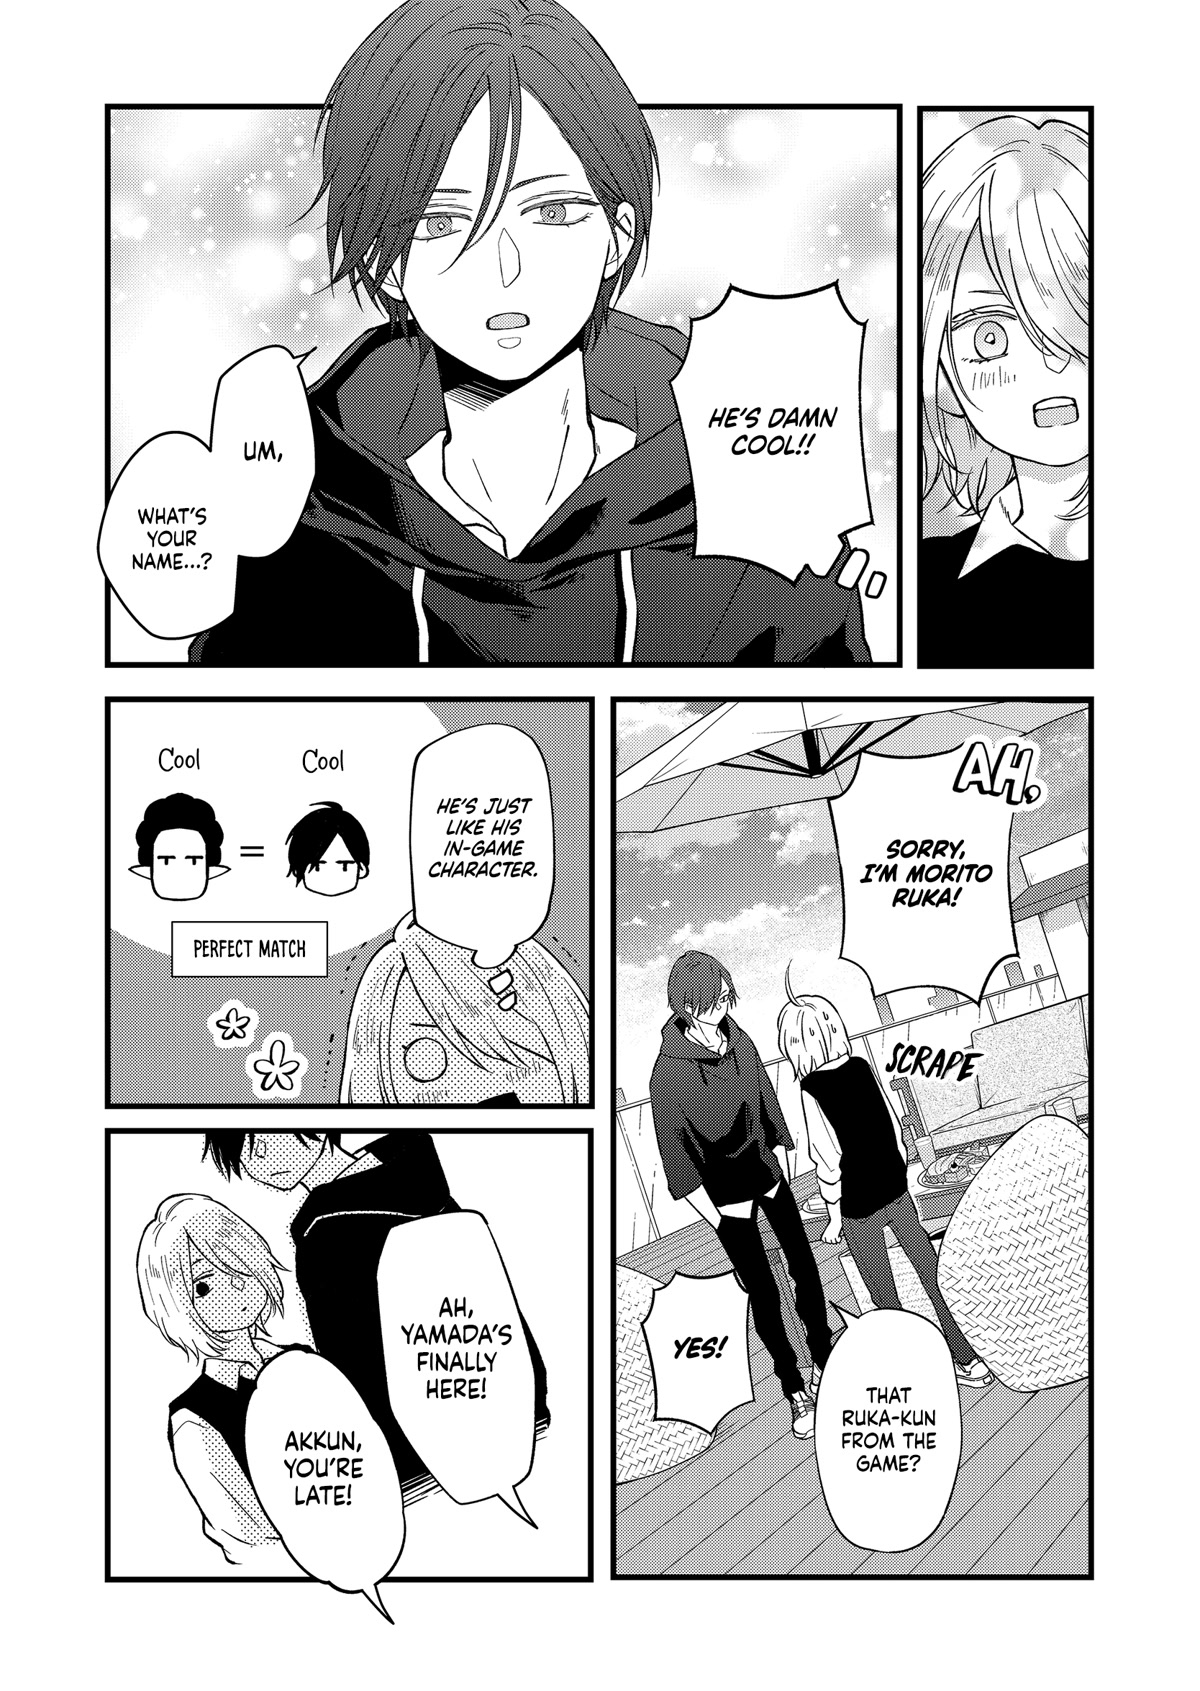 HE'S DAMN
COOL!!
UM,
WHAT'S
YOUR
NAME...?
AH,
SORRY,
I'M MORITO
RUKA!
SCRAPE
THAT
RUKA-KUN
FROM THE
GAME?
YES!
HE'S JUST
LIKE HIS
IN-GAME
CHARACTER.
Cool
Cool
=
PERFECT MATCH
AH,
YAMADA'S
FINALLY
HERE!
AKKUN,
YOU'RE
LATE!